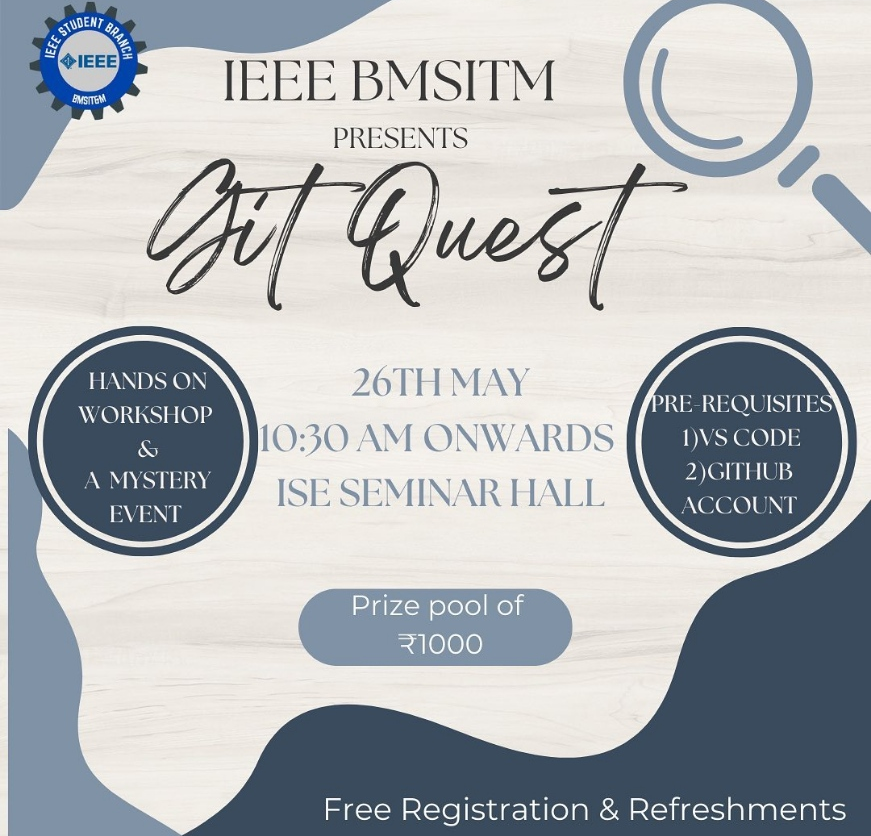 IEEE STUDENT BRANCH
IEEE
BMSIT&M
IEEE BMSITM
PRESENTS
Git Quest
HANDS ON
WORKSHOP
&
A MYSTERY
EVENT
26TH MAY
10:30 AM ONWARDS
ISE SEMINAR HALL
PRE-REQUISITES
1)VS CODE
2)GITHUB
ACCOUNT
Prize pool of
₹1000
Free Registration & Refreshments